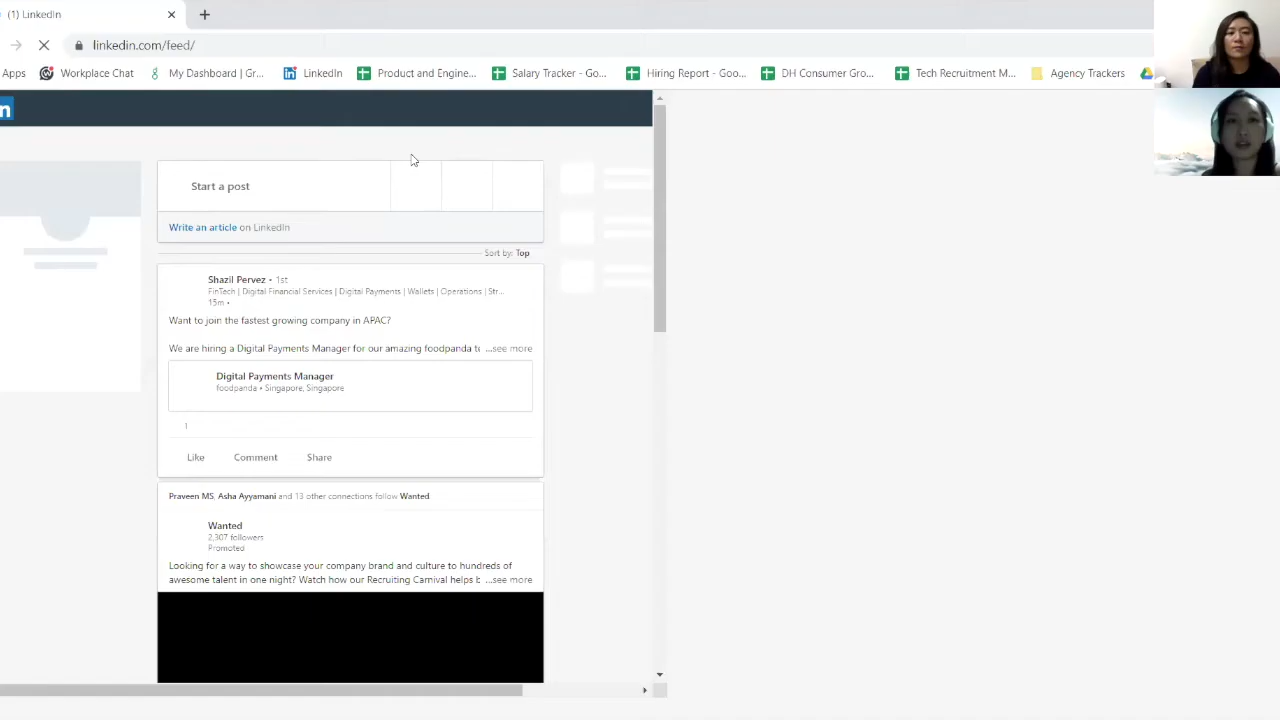 (1) LinkedIn
linkedin.com/feed/
Apps Workplace Chat My Dashboard | Gr... LinkedIn Product and Engine... Salary Tracker - Goo... Hiring Report - Goo... DH Consumer Gro... Tech Recruitment M... Agency Trackers
in
Start a post
Write an article on LinkedIn
Sort by: Top
Shazil Pervez • 1st
FinTech | Digital Financial Services | Digital Payments | Wallets | Operations | Str...
15m •
Want to join the fastest growing company in APAC?
We are hiring a Digital Payments Manager for our amazing foodpanda te ...see more
Digital Payments Manager
foodpanda • Singapore, Singapore
1
Like Comment Share
Praveen MS, Asha Ayyamani and 13 other connections follow Wanted
Wanted
2,307 followers
Promoted
Looking for a way to showcase your company brand and culture to hundreds of
awesome talent in one night? Watch how our Recruiting Carnival helps b ...see more